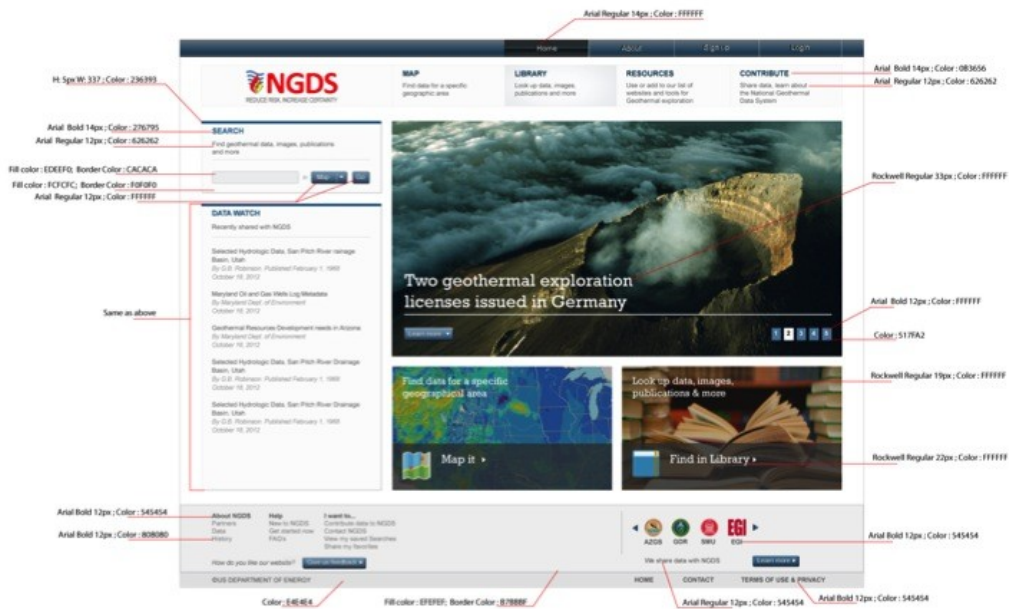 Arial Regular 14px ; Color : FFFFFF
Home About Sign Up Login
H: 5px W: 337 ; Color : 236393
NGDS
REDUCE RISK, INCREASE CERTAINTY
MAP
Find data for a specific
geographic area
LIBRARY
Look up data, images,
publications and more
RESOURCES
Use or add to our list of
websites and tools for
Geothermal exploration
CONTRIBUTE
Share data, learn about
the National Geothermal
Data System
Arial Bold 14px ; Color : 0B3656
Arial Regular 12px ; Color : 626262
Arial Bold 14px ; Color : 276795
Arial Regular 12px ; Color : 626262
SEARCH
Find geothermal data, images, publications
and more
Fill color : EDEEF0; Border Color : CACACA
Fill color : FCFCFC; Border Color : F0F0F0
Arial Regular 12px ; Color : FFFFFF
in Map
Rockwell Regular 33px ; Color : FFFFFF
DATA WATCH
Recently shared with NGDS
Selected Hydrologic Data, San Pitch River rainage
Basin, Utah
By G.B. Robinson: Published February 1, 1968
October 16, 2012
Maryland Oil and Gas Wells Log Metadata
By Maryland Dept. of Environment
October 16, 2012
Geothermal Resources Development needs in Arizona
By Maryland Dept. of Environment
October 16, 2012
Selected Hydrologic Data, San Pitch River Drainage
Basin, Utah
By G.B. Robinson: Published February 1, 1968
October 16, 2012
Selected Hydrologic Data, San Pitch River Drainage
Basin, Utah
By G.B. Robinson: Published February 1, 1968
October 16, 2012
Same as above
Two geothermal exploration
licenses issued in Germany
Learn more
1 2 3 4 5
Arial Bold 12px ; Color : FFFFFF
Color : 517FA2
Find data for a specific
geographical area
Map it
Look up data, images,
publications & more
Find in Library
Rockwell Regular 19px ; Color : FFFFFF
Rockwell Regular 22px ; Color : FFFFFF
Arial Bold 12px ; Color : 545454
Arial Bold 12px ; Color : 808080
About NGDS
Partners
Data
History
Help
New to NGDS
Get started now
FAQ's
I want to...
Contribute data to NGDS
Contact NGDS
View my saved Searches
Share my favorites
How do you like our website? Give us feedback
AZGS GDR SMU EGI EGI
We share data with NGDS Learn more
Arial Bold 12px ; Color : 545454
©US DEPARTMENT OF ENERGY
HOME CONTACT TERMS OF USE & PRIVACY
Color : E4E4E4
Fill color : EFEFEF; Border Color : B7BBBF
Arial Regular 12px ; Color : 545454
Arial Bold 12px ; Color : 545454